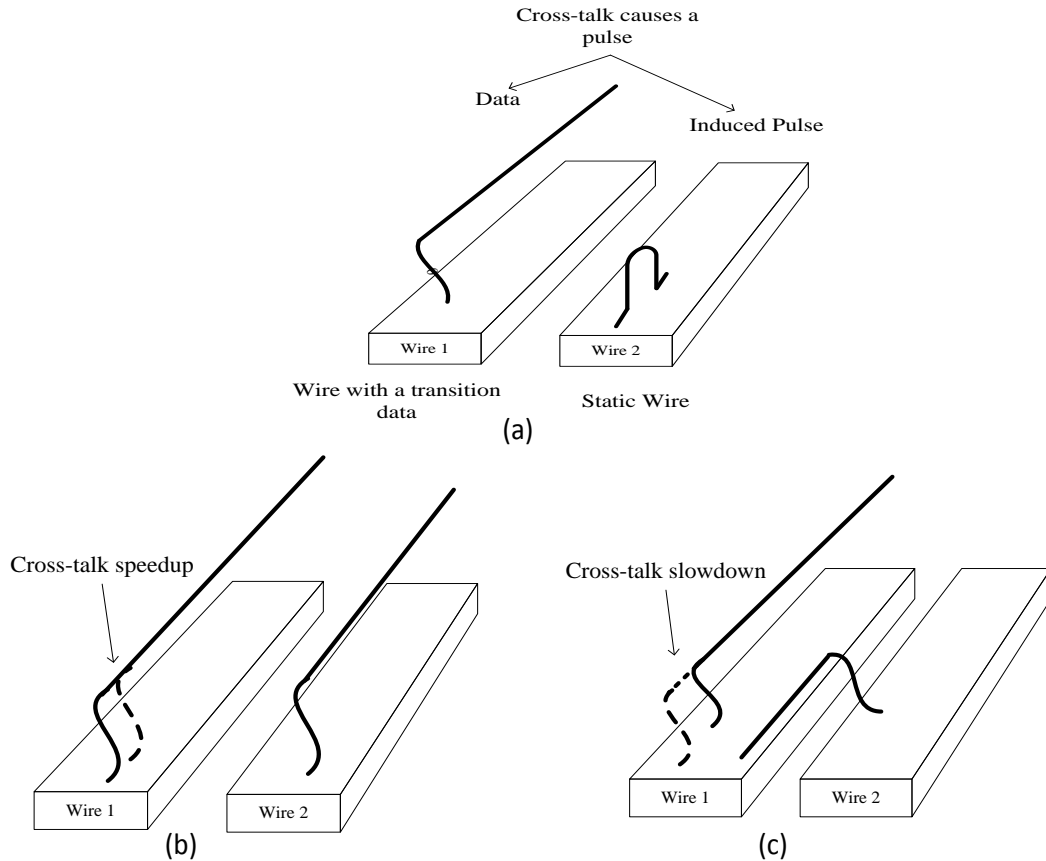 Cross-talk causes a
pulse
Data
Induced Pulse
Wire 1
Wire 2
Wire with a transition
data
Static Wire
(a)
Cross-talk speedup
Wire 1
Wire 2
(b)
Cross-talk slowdown
Wire 1
Wire 2
(c)